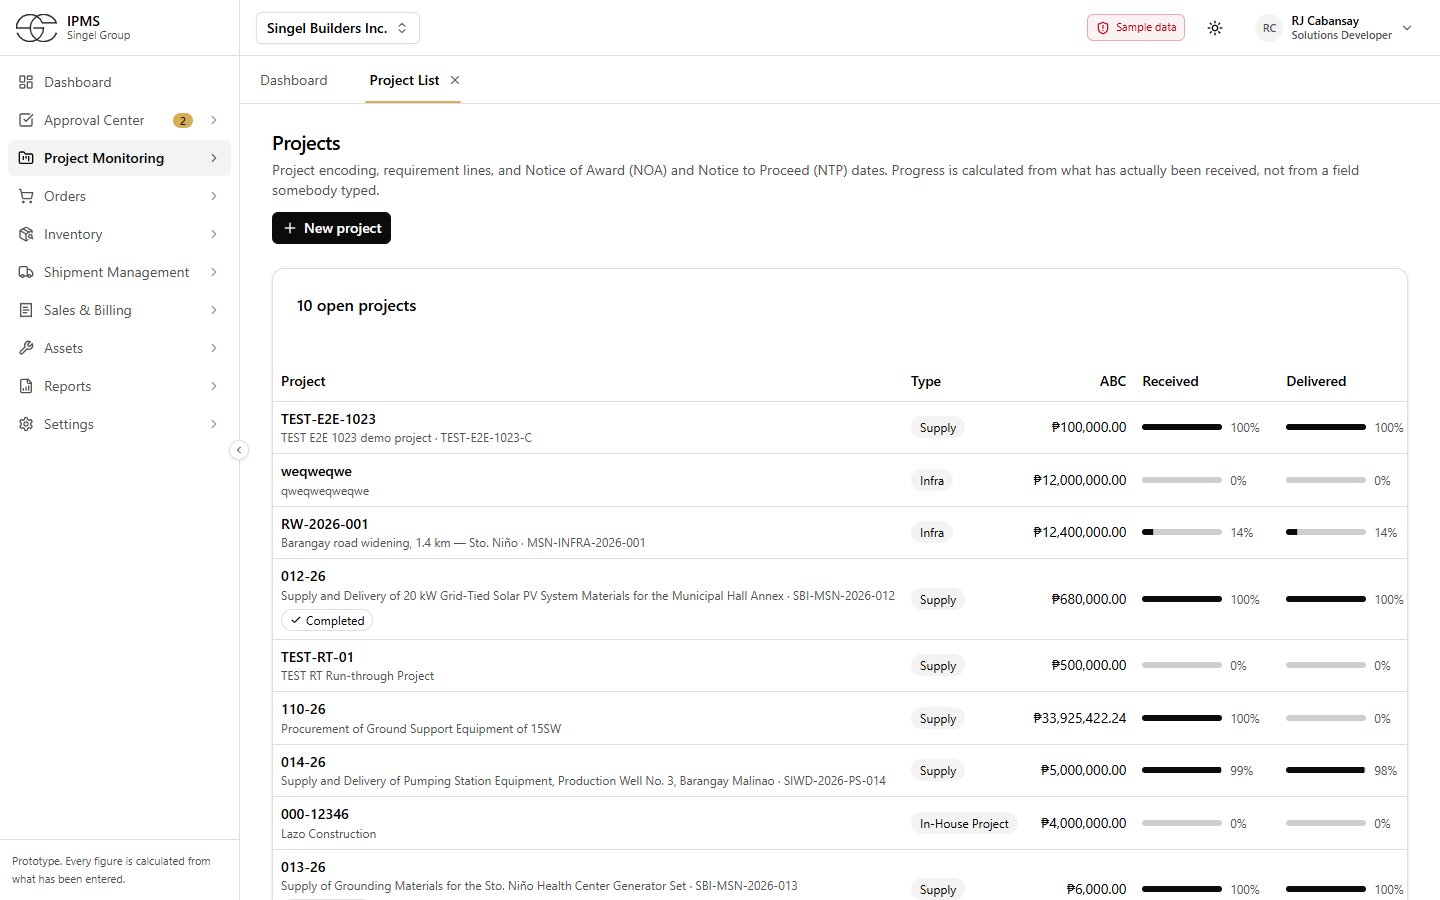 IPMS
Singel Group
Singel Builders Inc.
Sample data
RC
RJ Cabansay
Solutions Developer
Dashboard
Approval Center 2
Project Monitoring
Orders
Inventory
Shipment Management
Sales & Billing
Assets
Reports
Settings
Prototype. Every figure is calculated from
what has been entered.
Dashboard
Project List
Projects
Project encoding, requirement lines, and Notice of Award (NOA) and Notice to Proceed (NTP) dates. Progress is calculated from what has actually been received, not from a field
somebody typed.
New project
10 open projects
Project Type ABC Received Delivered
TEST-E2E-1023
TEST E2E 1023 demo project · TEST-E2E-1023-C
Supply ₱100,000.00 100% 100%
weqweqwe
qweqweqweqwe
Infra ₱12,000,000.00 0% 0%
RW-2026-001
Barangay road widening, 1.4 km — Sto. Niño · MSN-INFRA-2026-001
Infra ₱12,400,000.00 14% 14%
012-26
Supply and Delivery of 20 kW Grid-Tied Solar PV System Materials for the Municipal Hall Annex · SBI-MSN-2026-012
Completed
Supply ₱680,000.00 100% 100%
TEST-RT-01
TEST RT Run-through Project
Supply ₱500,000.00 0% 0%
110-26
Procurement of Ground Support Equipment of 15SW
Supply ₱33,925,422.24 100% 0%
014-26
Supply and Delivery of Pumping Station Equipment, Production Well No. 3, Barangay Malinao · SIWD-2026-PS-014
Supply ₱5,000,000.00 99% 98%
000-12346
Lazo Construction
In-House Project ₱4,000,000.00 0% 0%
013-26
Supply of Grounding Materials for the Sto. Niño Health Center Generator Set · SBI-MSN-2026-013
Supply ₱6,000.00 100% 100%